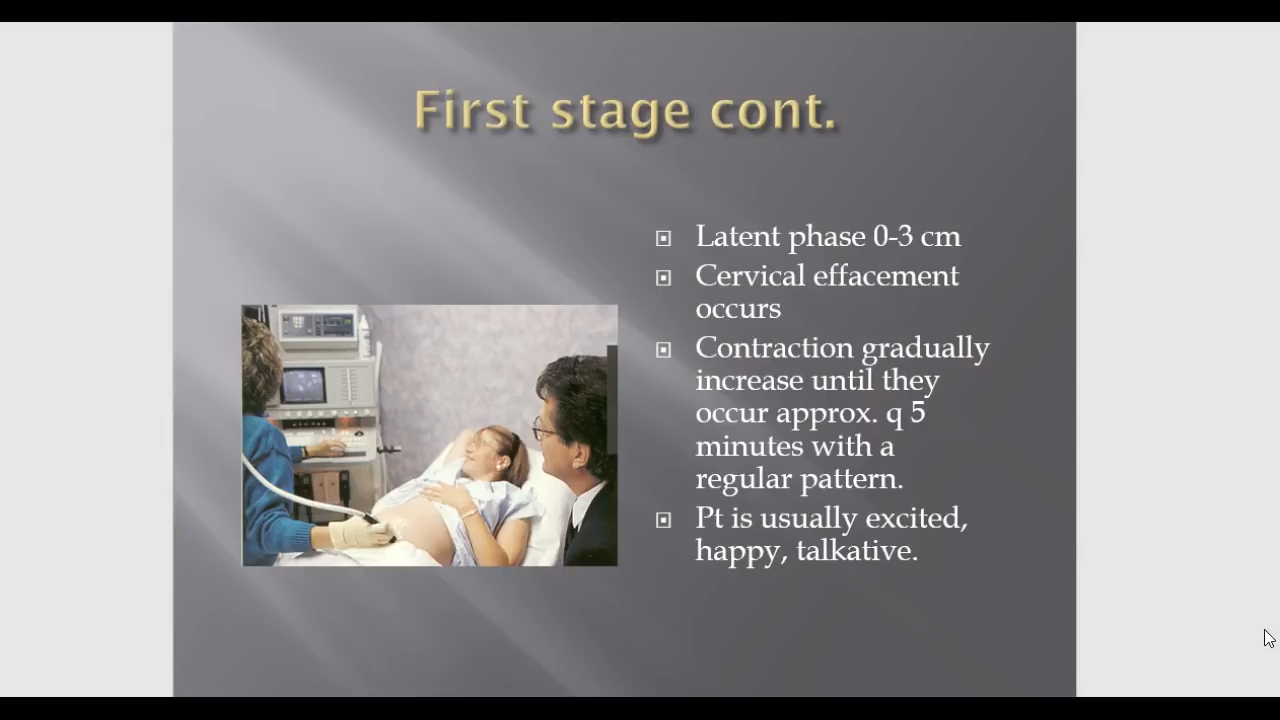 First stage cont.
Latent phase 0-3 cm
Cervical effacement
occurs
Contraction gradually
increase until they
occur approx. q 5
minutes with a
regular pattern.
Pt is usually excited,
happy, talkative.